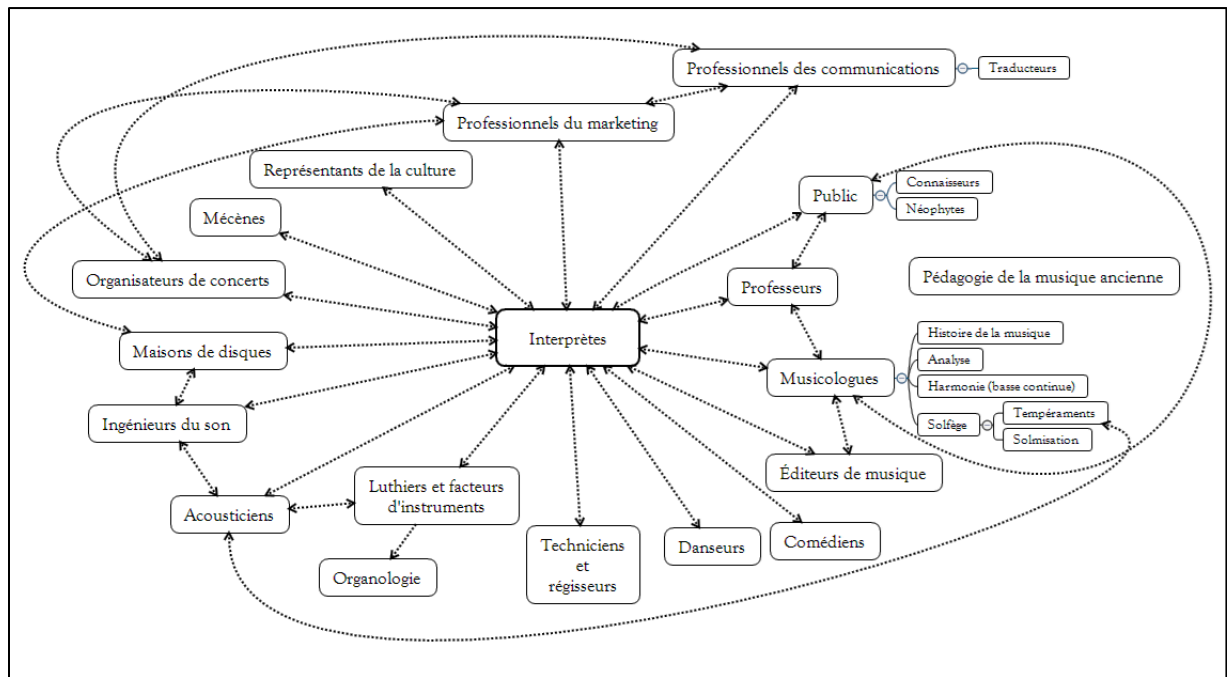 Professionnels des communications
Traducteurs
Professionnels du marketing
Représentants de la culture
Public
Connaisseurs
Néophytes
Mécènes
Organisateurs de concerts
Professeurs
Pédagogie de la musique ancienne
Interprètes
Maisons de disques
Musicologues
Histoire de la musique
Analyse
Harmonie (basse continue)
Solfège
Tempéraments
Solmisation
Ingénieurs du son
Éditeurs de musique
Acousticiens
Luthiers et facteurs
d'instruments
Organologie
Techniciens
et
régisseurs
Danseurs
Comédiens